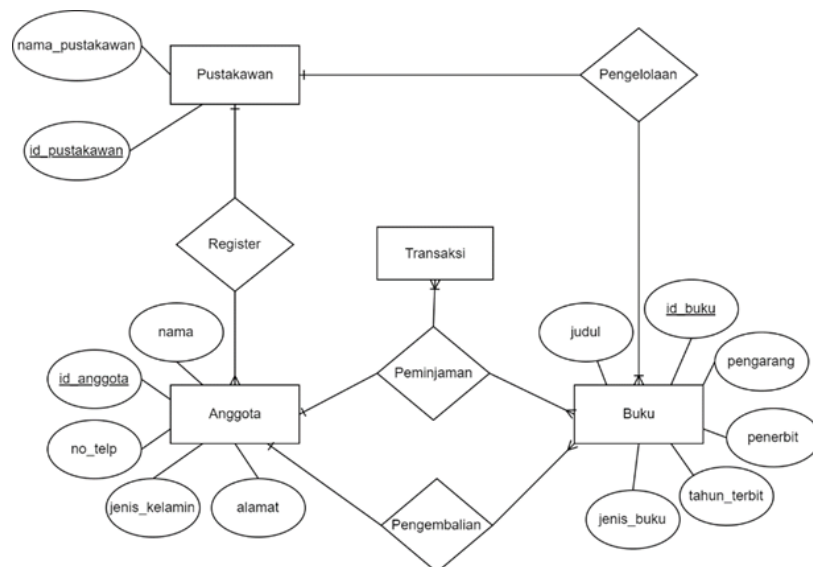 nama_pustakawan
Pustakawan
Pengelolaan
id_pustakawan
Register
Transaksi
nama
judul
id_buku
id_anggota
pengarang
Anggota
Peminjaman
Buku
no_telp
penerbit
jenis_kelamin
alamat
Pengembalian
jenis_buku
tahun_terbit